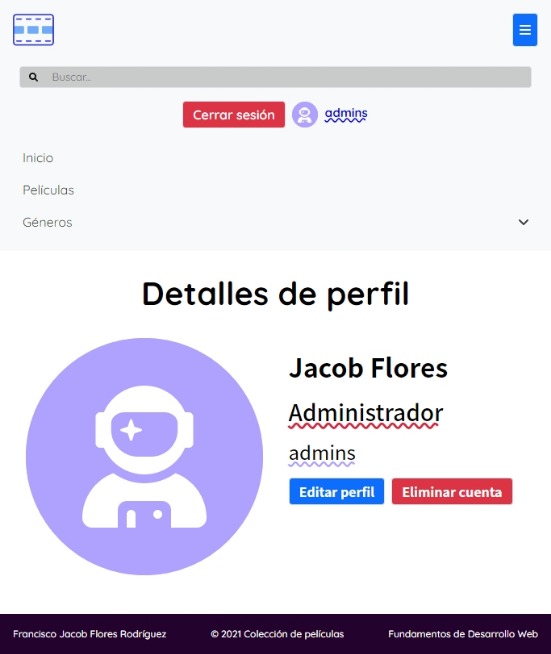 Buscar...
Cerrar sesión admins
Inicio
Películas
Géneros
Detalles de perfil
Jacob Flores
Administrador
admins
Editar perfil Eliminar cuenta
Francisco Jacob Flores Rodríguez © 2021 Colección de películas Fundamentos de Desarrollo Web